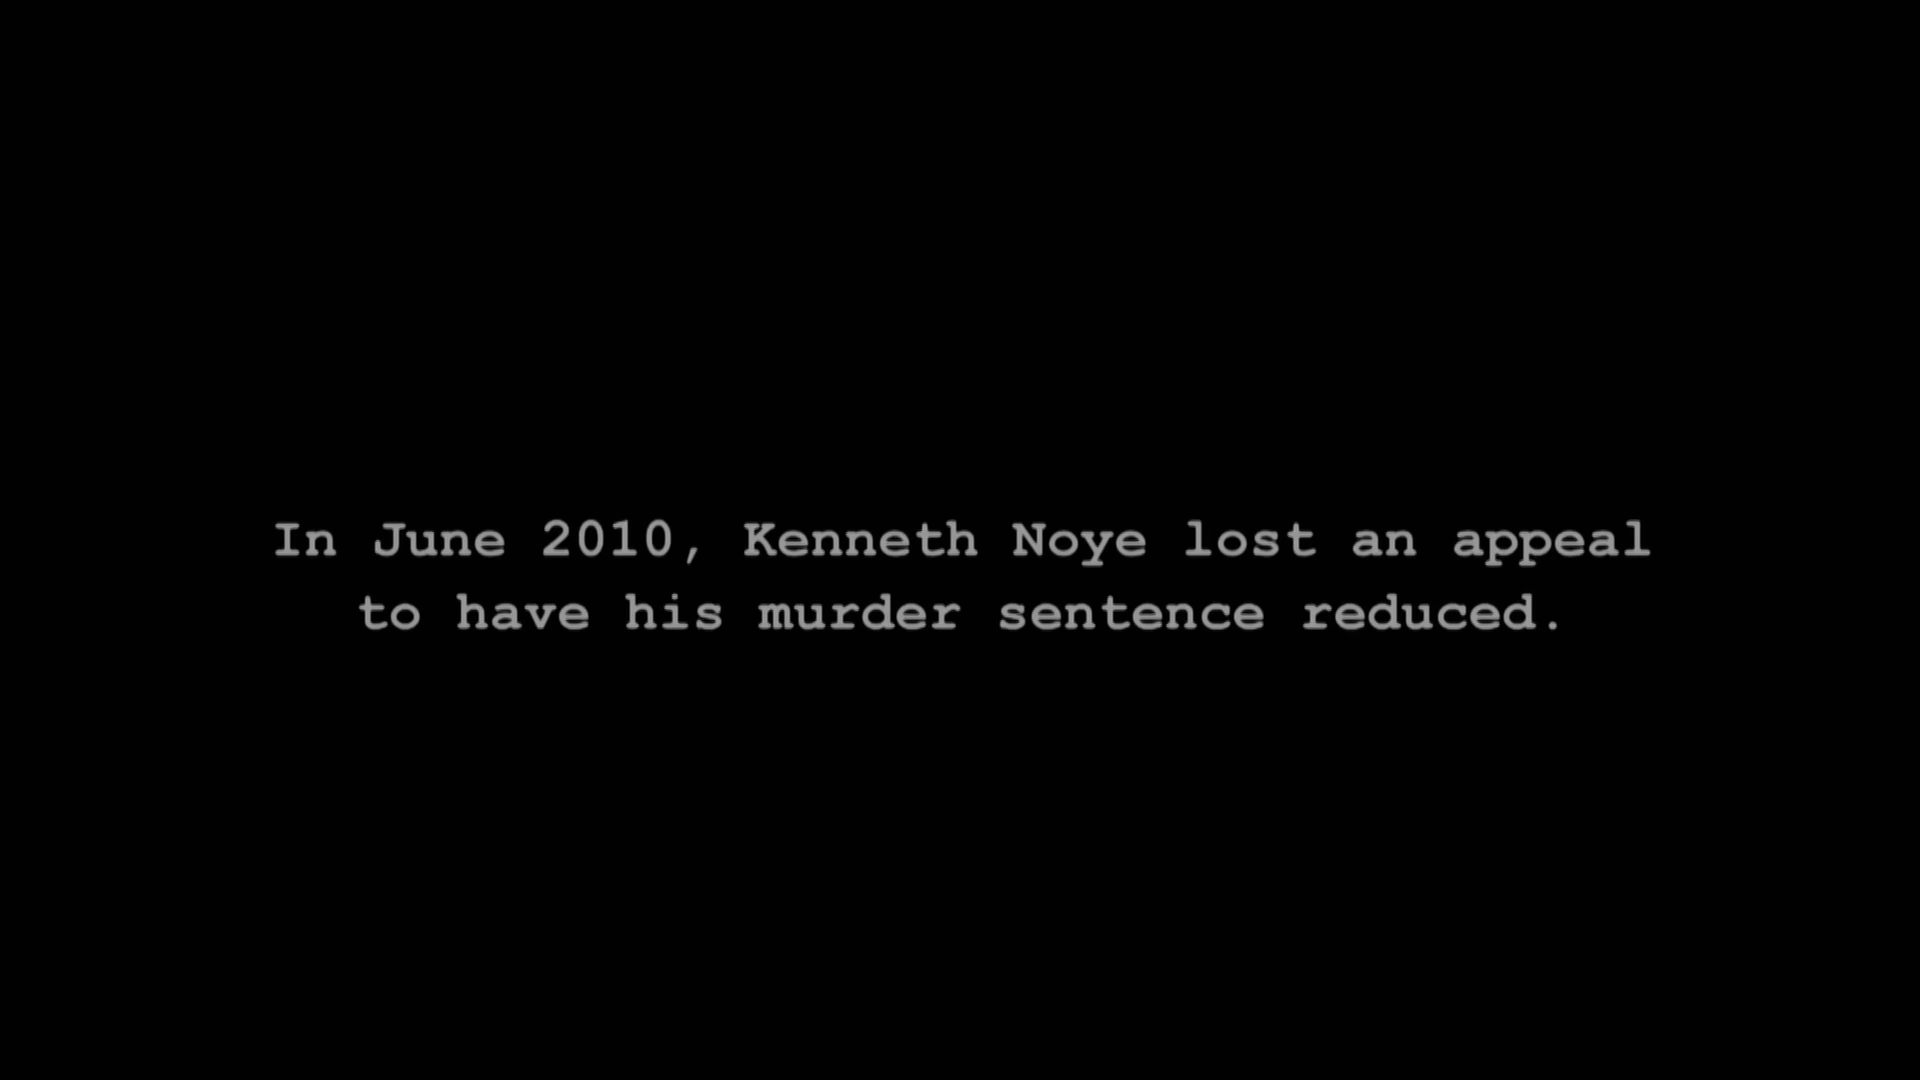 In June 2010, Kenneth Noye lost an appeal
to have his murder sentence reduced.